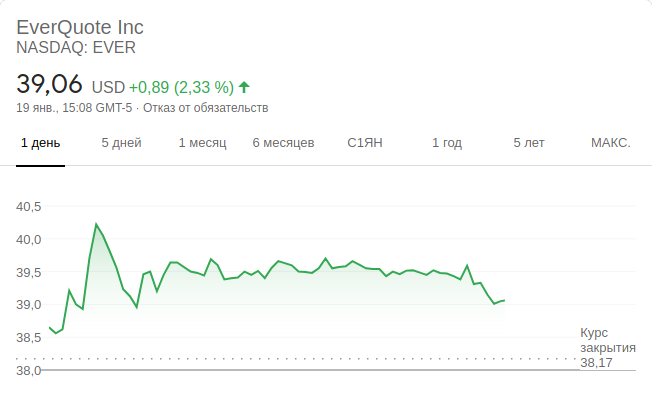 EverQuote Inc
NASDAQ: EVER
39,06 USD +0,89 (2,33 %)
19 янв., 15:08 GMT-5 · Отказ от обязательств
1 день 5 дней 1 месяц 6 месяцев С1ЯН 1 год 5 лет МАКС.
40,5
40,0
39,5
39,0
38,5
Курс
закрытия
38,17
38,0